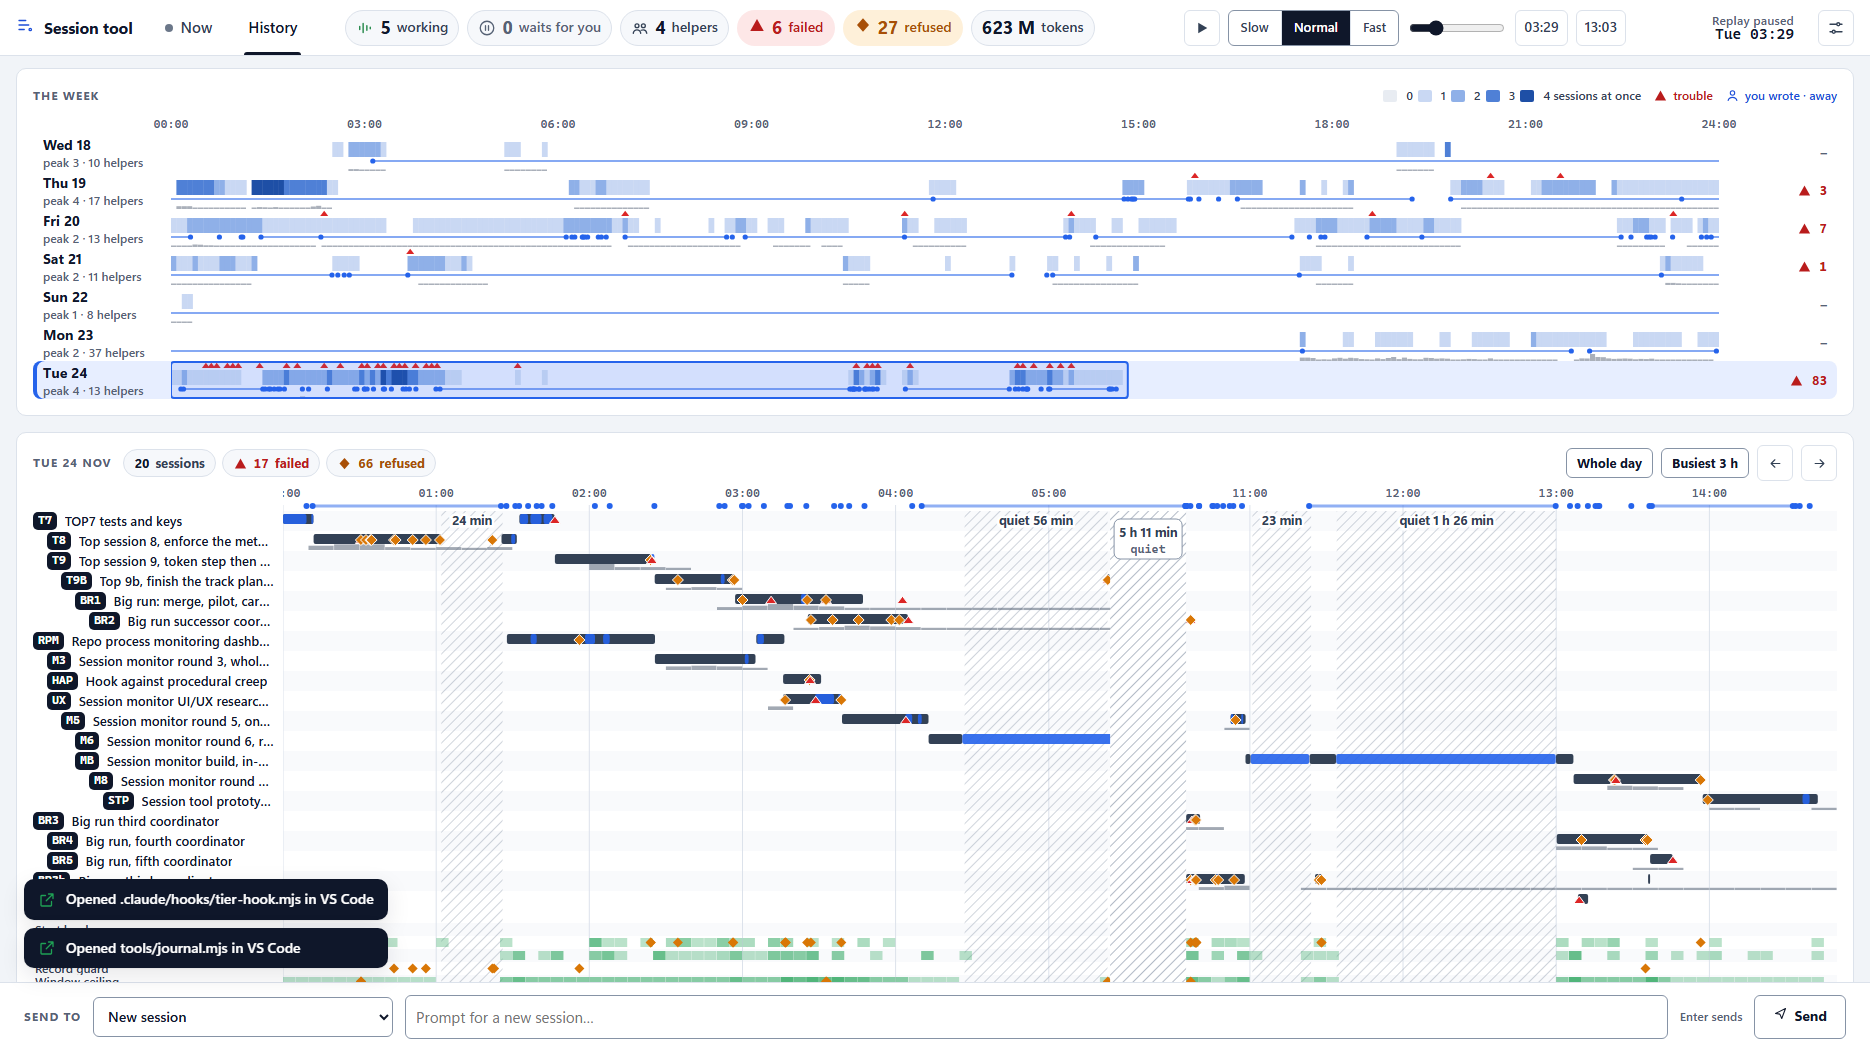 Session tool
Now
History
5 working
0 waits for you
4 helpers
6 failed
27 refused
623 M tokens
Slow
Normal
Fast
03:29
13:03
Replay paused
Tue 03:29
THE WEEK
0
1
2
3
4 sessions at once
trouble
you wrote · away
00:00 03:00 06:00 09:00 12:00 15:00 18:00 21:00 24:00
Wed 18
peak 3 · 10 helpers
–
Thu 19
peak 4 · 17 helpers
3
Fri 20
peak 2 · 13 helpers
7
Sat 21
peak 2 · 11 helpers
1
Sun 22
peak 1 · 8 helpers
–
Mon 23
peak 2 · 37 helpers
–
Tue 24
peak 4 · 13 helpers
83
TUE 24 NOV
20 sessions
17 failed
66 refused
Whole day
Busiest 3 h
:00 01:00 02:00 03:00 04:00 05:00 11:00 12:00 13:00 14:00
24 min
quiet 56 min
5 h 11 min
quiet
23 min
quiet 1 h 26 min
T7 TOP7 tests and keys
T8 Top session 8, enforce the met...
T9 Top session 9, token step then ...
T9B Top 9b, finish the track plan...
BR1 Big run: merge, pilot, car...
BR2 Big run successor coor...
RPM Repo process monitoring dashb...
M3 Session monitor round 3, whol...
HAP Hook against procedural creep
UX Session monitor UI/UX researc...
M5 Session monitor round 5, on...
M6 Session monitor round 6, r...
MB Session monitor build, in-...
M8 Session monitor round ...
STP Session tool prototy...
BR3 Big run third coordinator
BR4 Big run, fourth coordinator
BR5 Big run, fifth coordinator
Opened .claude/hooks/tier-hook.mjs in VS Code
Opened tools/journal.mjs in VS Code
Record guard
Window ceiling
SEND TO
New session
Prompt for a new session...
Enter sends
Send